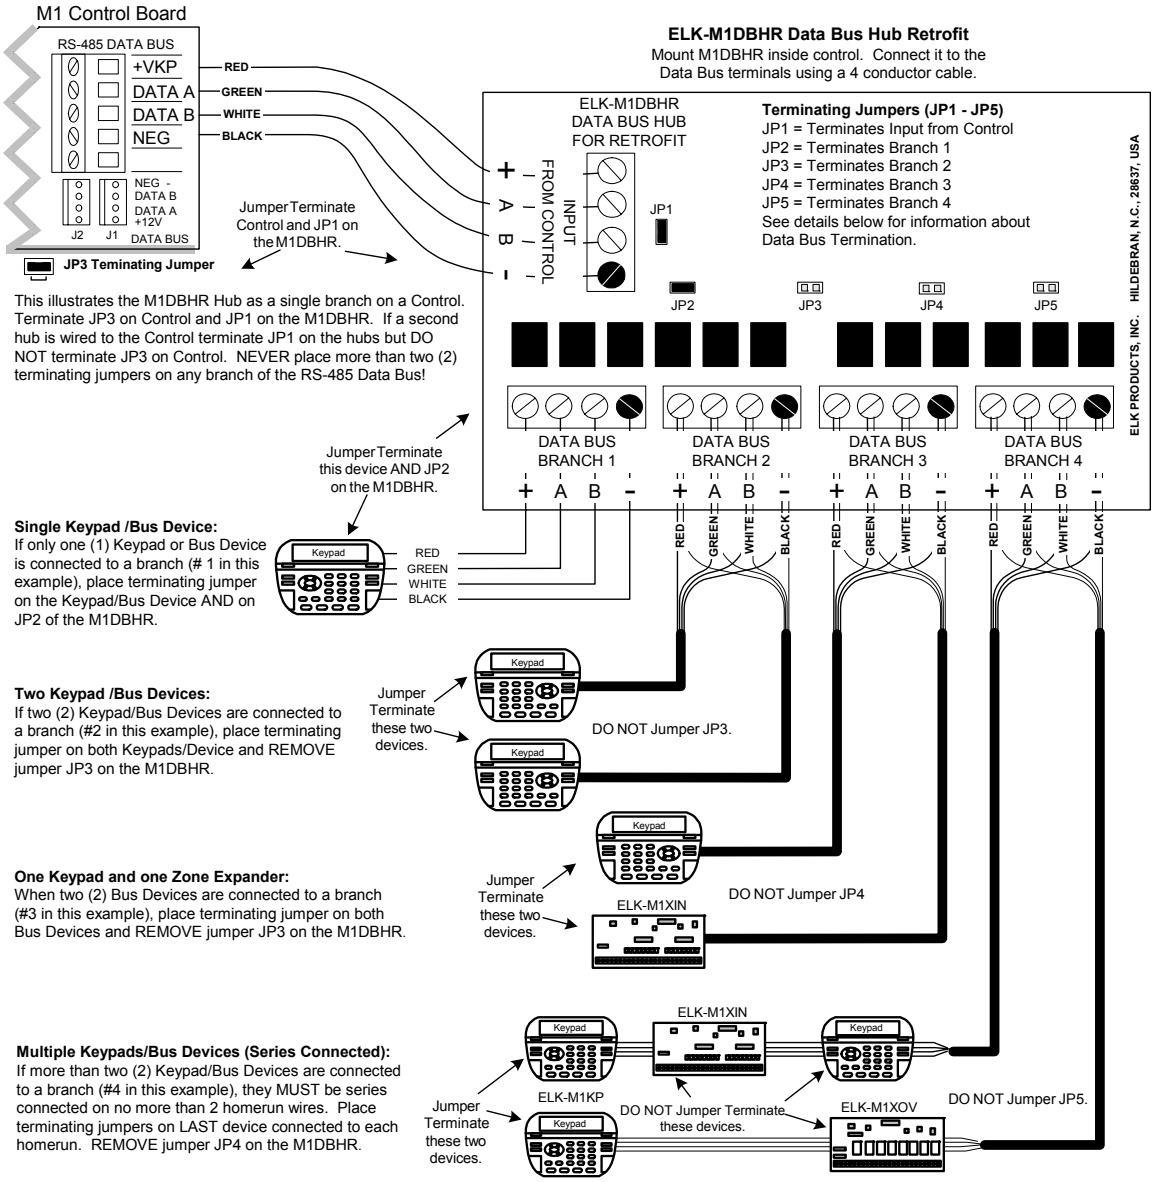 M1 Control Board
RS-485 DATA BUS
+VKP
DATA A
DATA B
NEG
RED
GREEN
WHITE
BLACK
NEG -
DATA B
DATA A
+12V
J2
J1
DATA BUS
JP3 Teminating Jumper
Jumper Terminate
Control and JP1 on
the M1DBHR.
This illustrates the M1DBHR Hub as a single branch on a Control.
Terminate JP3 on Control and JP1 on the M1DBHR. If a second
hub is wired to the Control terminate JP1 on the hubs but DO
NOT terminate JP3 on Control. NEVER place more than two (2)
terminating jumpers on any branch of the RS-485 Data Bus!
ELK-M1DBHR Data Bus Hub Retrofit
Mount M1DBHR inside control. Connect it to the
Data Bus terminals using a 4 conductor cable.
ELK-M1DBHR
DATA BUS HUB
FOR RETROFIT
+
A
B
-
FROM CONTROL
INPUT
JP1
Terminating Jumpers (JP1 - JP5)
JP1 = Terminates Input from Control
JP2 = Terminates Branch 1
JP3 = Terminates Branch 2
JP4 = Terminates Branch 3
JP5 = Terminates Branch 4
See details below for information about
Data Bus Termination.
ELK PRODUCTS, INC. HILDEBRAN, N.C., 28637, USA
JP2
JP3
JP4
JP5
DATA BUS
BRANCH 1
DATA BUS
BRANCH 2
DATA BUS
BRANCH 3
DATA BUS
BRANCH 4
+ A B -
+ A B -
+ A B -
+ A B -
RED
GREEN
WHITE
BLACK
RED
GREEN
WHITE
BLACK
RED
GREEN
WHITE
BLACK
Jumper Terminate
this device AND JP2
on the M1DBHR.
Single Keypad /Bus Device:
If only one (1) Keypad or Bus Device
is connected to a branch (# 1 in this
example), place terminating jumper
on the Keypad/Bus Device AND on
JP2 of the M1DBHR.
Keypad
RED
GREEN
WHITE
BLACK
Two Keypad /Bus Devices:
If two (2) Keypad/Bus Devices are connected to
a branch (#2 in this example), place terminating
jumper on both Keypads/Device and REMOVE
jumper JP3 on the M1DBHR.
Jumper
Terminate
these two
devices.
Keypad
Keypad
DO NOT Jumper JP3.
One Keypad and one Zone Expander:
When two (2) Bus Devices are connected to a branch
(#3 in this example), place terminating jumper on both
Bus Devices and REMOVE jumper JP3 on the M1DBHR.
Jumper
Terminate
these two
devices.
Keypad
ELK-M1XIN
DO NOT Jumper JP4
Multiple Keypads/Bus Devices (Series Connected):
If more than two (2) Keypad/Bus Devices are connected
to a branch (#4 in this example), they MUST be series
connected on no more than 2 homerun wires. Place
terminating jumpers on LAST device connected to each
homerun. REMOVE jumper JP4 on the M1DBHR.
Jumper
Terminate
these two
devices.
Keypad
ELK-M1XIN
Keypad
ELK-M1KP
Keypad
DO NOT Jumper Terminate
these devices.
ELK-M1XOV
DO NOT Jumper JP5.